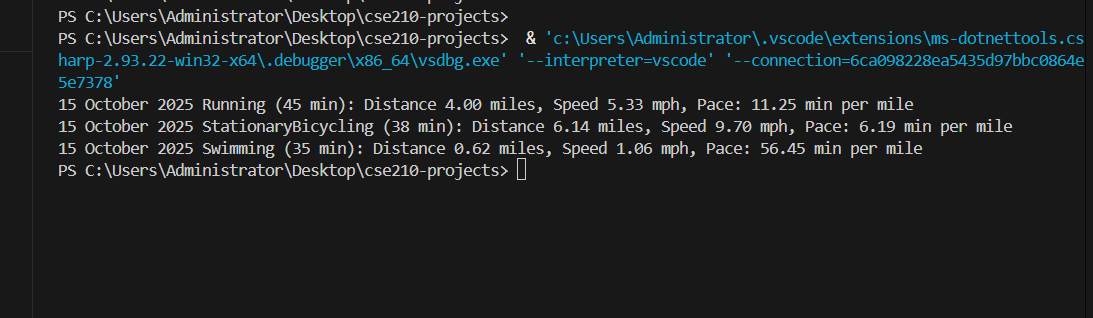 PS C:\Users\Administrator\Desktop\cse210-projects>
PS C:\Users\Administrator\Desktop\cse210-projects>  & 'c:\Users\Administrator\.vscode\extensions\ms-dotnettools.cs
harp-2.93.22-win32-x64\.debugger\x86_64\vsdbg.exe' '--interpreter=vscode' '--connection=6ca098228ea5435d97bbc0864e
5e7378'
15 October 2025 Running (45 min): Distance 4.00 miles, Speed 5.33 mph, Pace: 11.25 min per mile
15 October 2025 StationaryBicycling (38 min): Distance 6.14 miles, Speed 9.70 mph, Pace: 6.19 min per mile
15 October 2025 Swimming (35 min): Distance 0.62 miles, Speed 1.06 mph, Pace: 56.45 min per mile
PS C:\Users\Administrator\Desktop\cse210-projects>